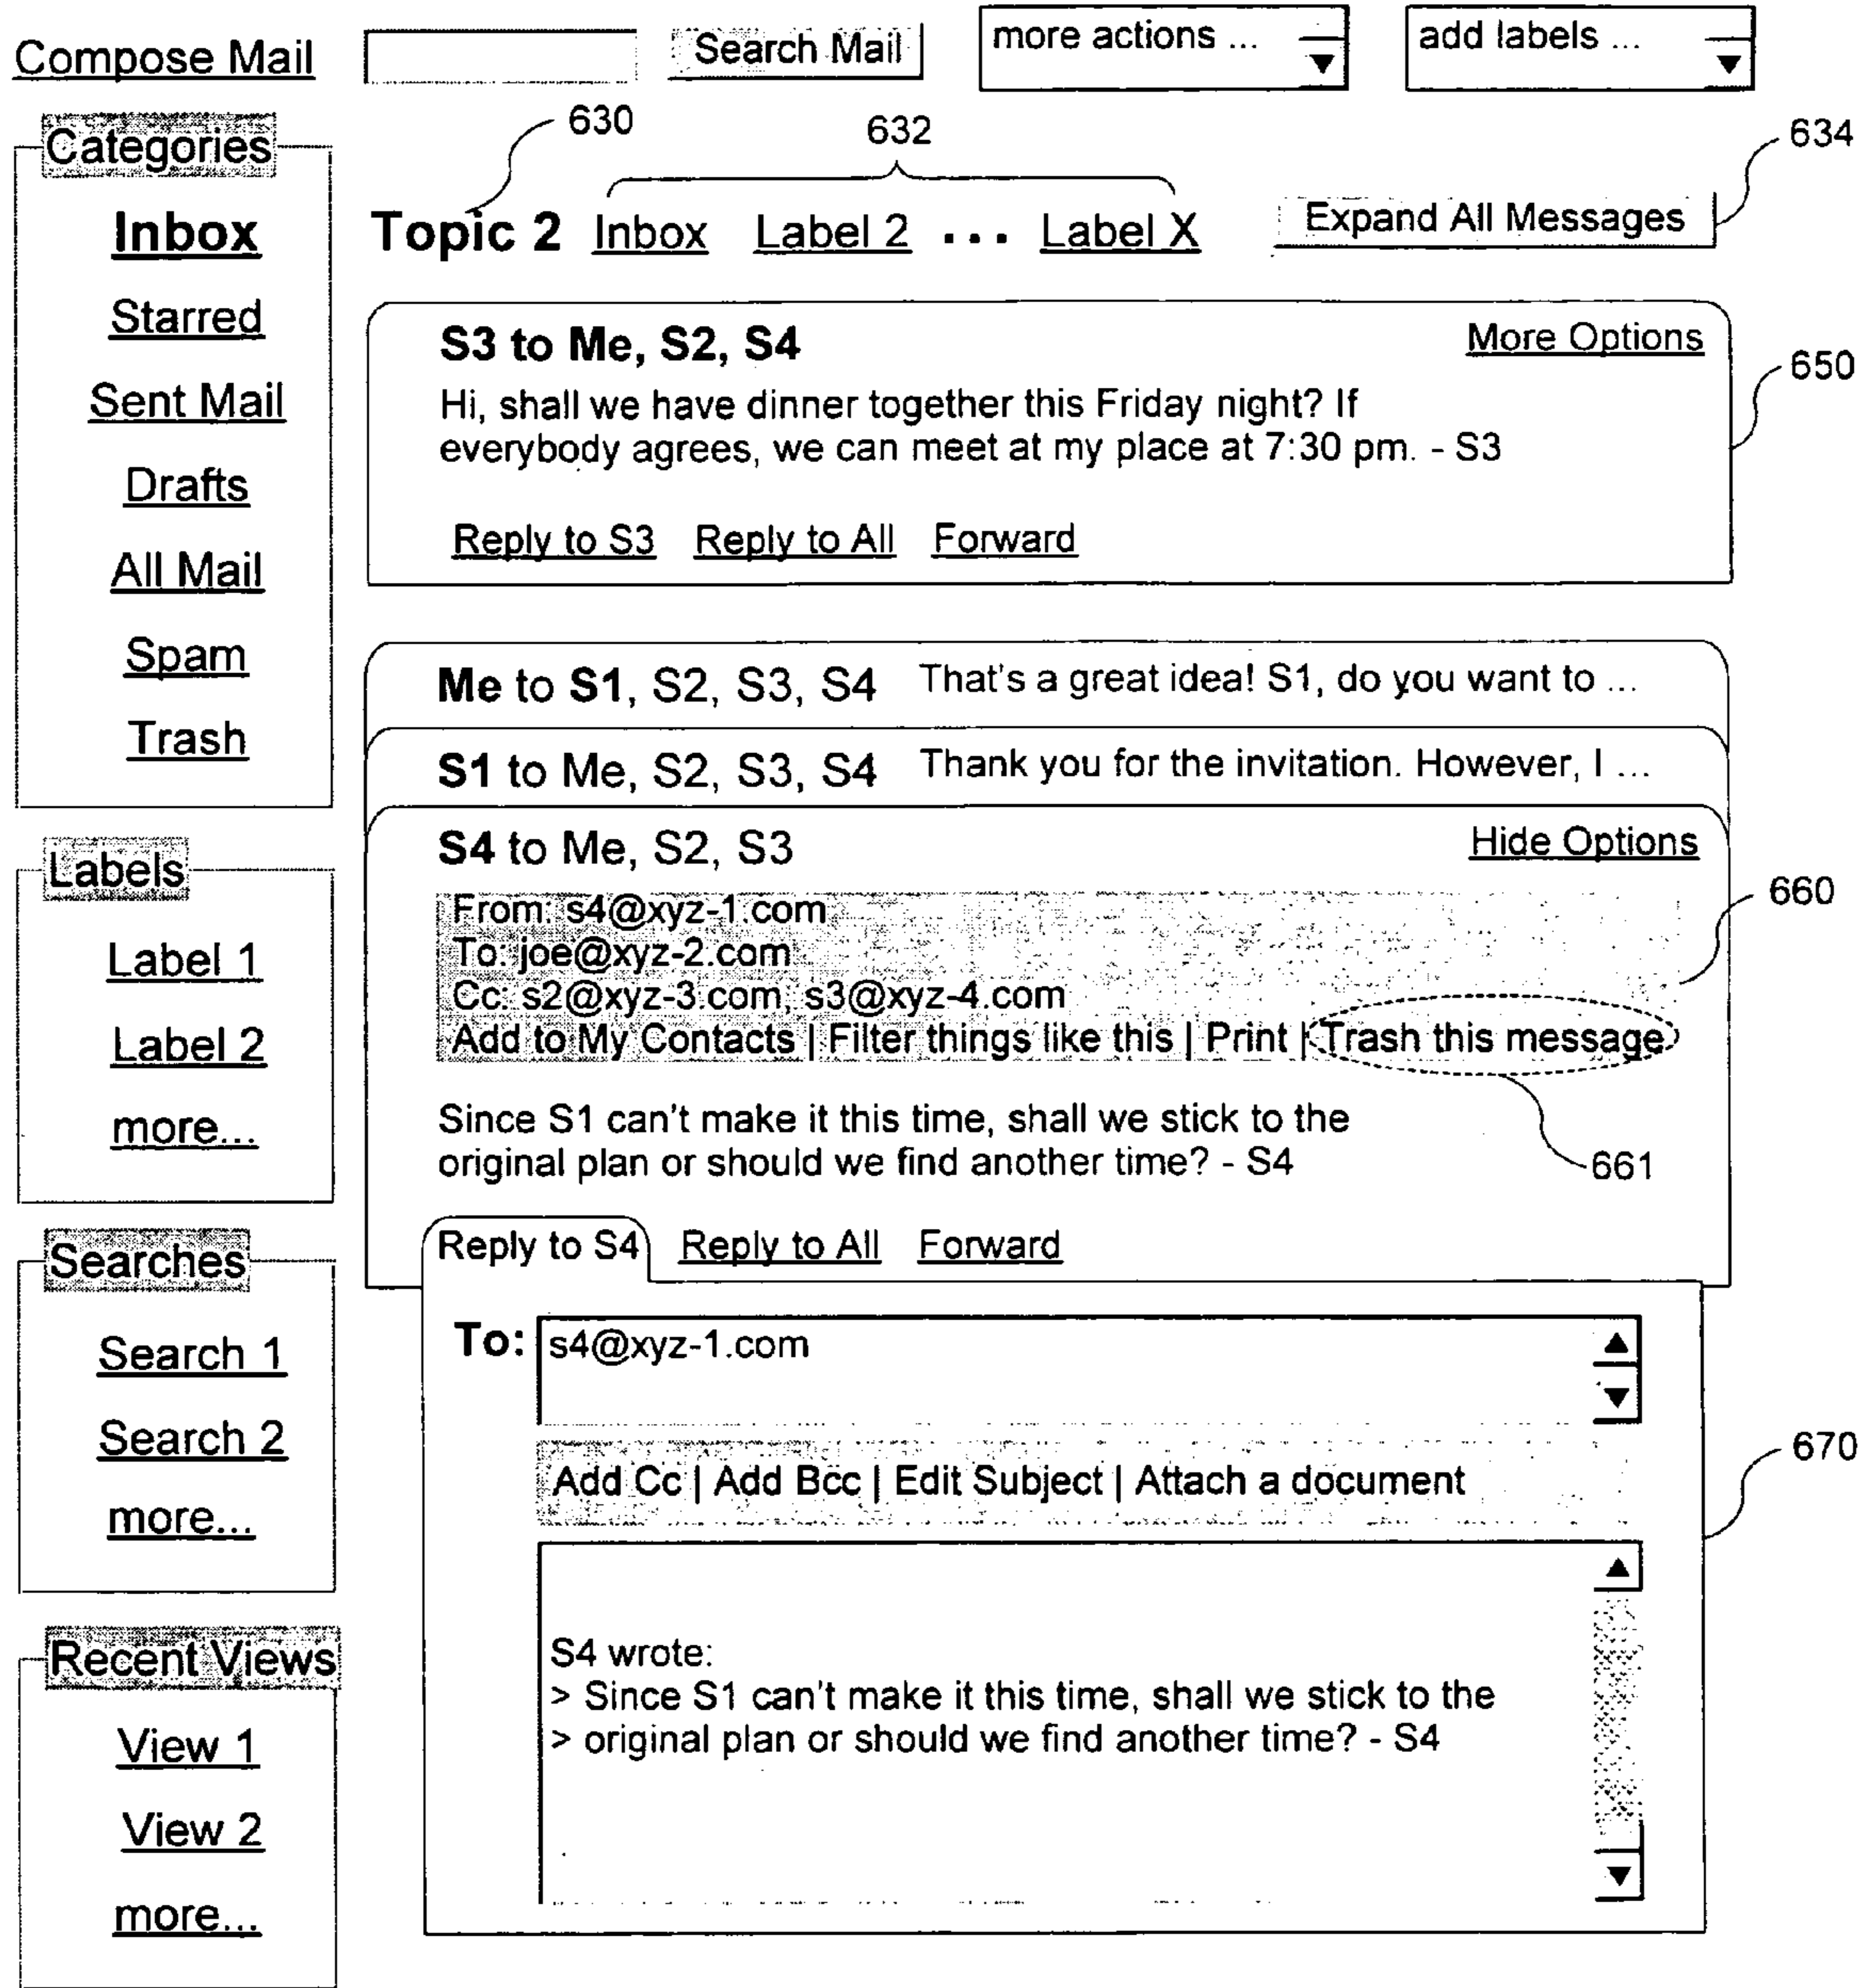 Compose Mail
Search Mail
more actions ...
add labels ...
630
632
634
Categories
Inbox
Starred
Sent Mail
Drafts
All Mail
Spam
Trash
Labels
Label 1
Label 2
more...
Searches
Search 1
Search 2
more...
Recent Views
View 1
View 2
more...
Topic 2 Inbox Label 2 ... Label X
Expand All Messages
S3 to Me, S2, S4
More Options
650
Hi, shall we have dinner together this Friday night? If
everybody agrees, we can meet at my place at 7:30 pm. - S3
Reply to S3 Reply to All Forward
Me to S1, S2, S3, S4 That's a great idea! S1, do you want to ...
S1 to Me, S2, S3, S4 Thank you for the invitation. However, I ...
S4 to Me, S2, S3
Hide Options
660
From: s4@xyz-1.com
To: joe@xyz-2.com
Cc: s2@xyz-3.com, s3@xyz-4.com
Add to My Contacts | Filter things like this | Print | Trash this message
661
Since S1 can't make it this time, shall we stick to the
original plan or should we find another time? - S4
Reply to S4 Reply to All Forward
To: s4@xyz-1.com
Add Cc | Add Bcc | Edit Subject | Attach a document
670
S4 wrote:
> Since S1 can't make it this time, shall we stick to the
> original plan or should we find another time? - S4